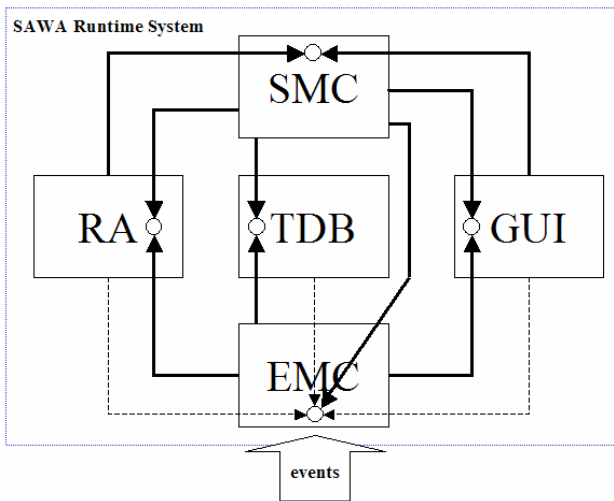 SAWA Runtime System
SMC
RA
TDB
GUI
EMC
events